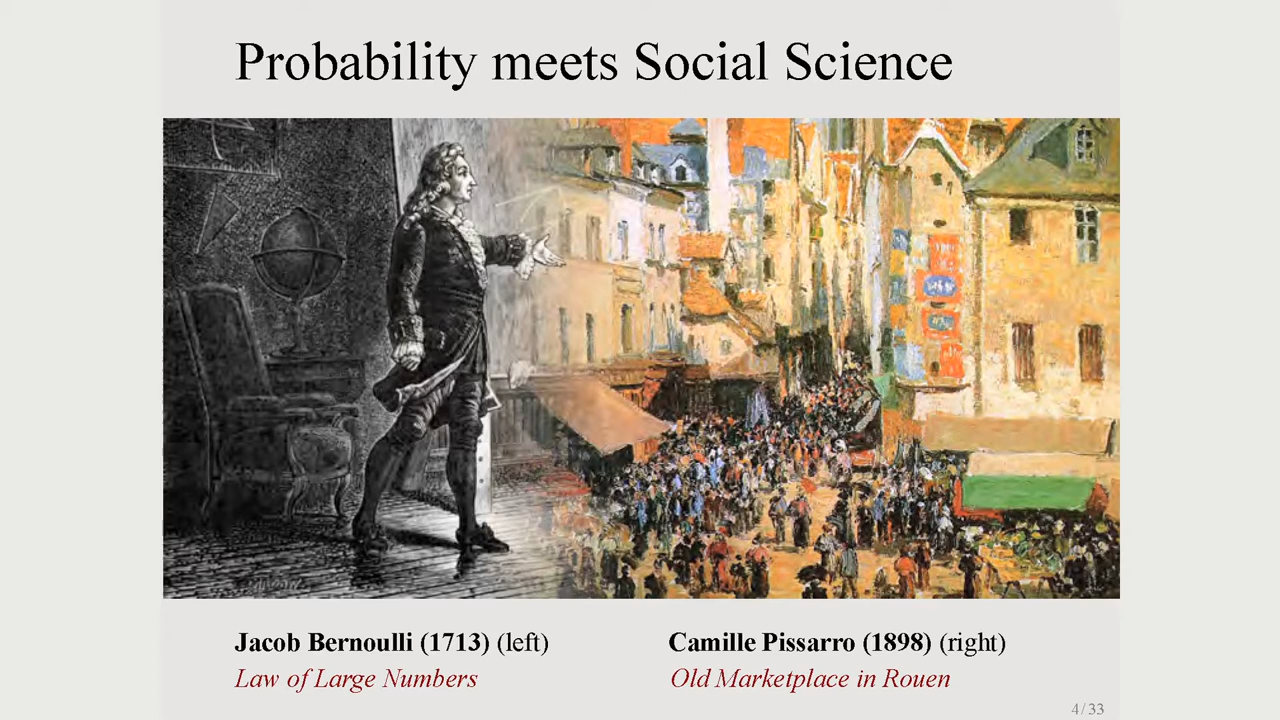 Probability meets Social Science
Jacob Bernoulli (1713) (left)
Law of Large Numbers
Camille Pissarro (1898) (right)
Old Marketplace in Rouen
4/33